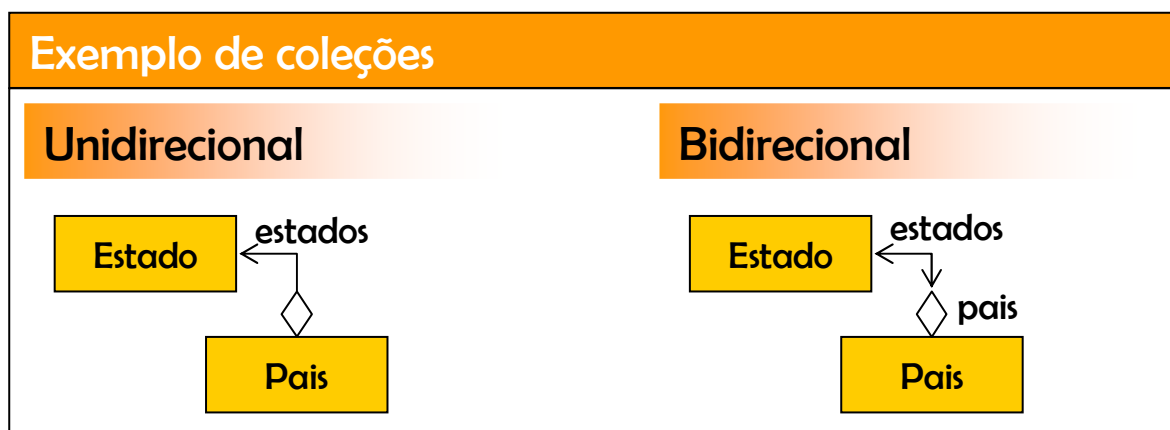 Exemplo de coleções
Unidirecional
Estado
estados
Pais
Bidirecional
Estado
estados
pais
Pais